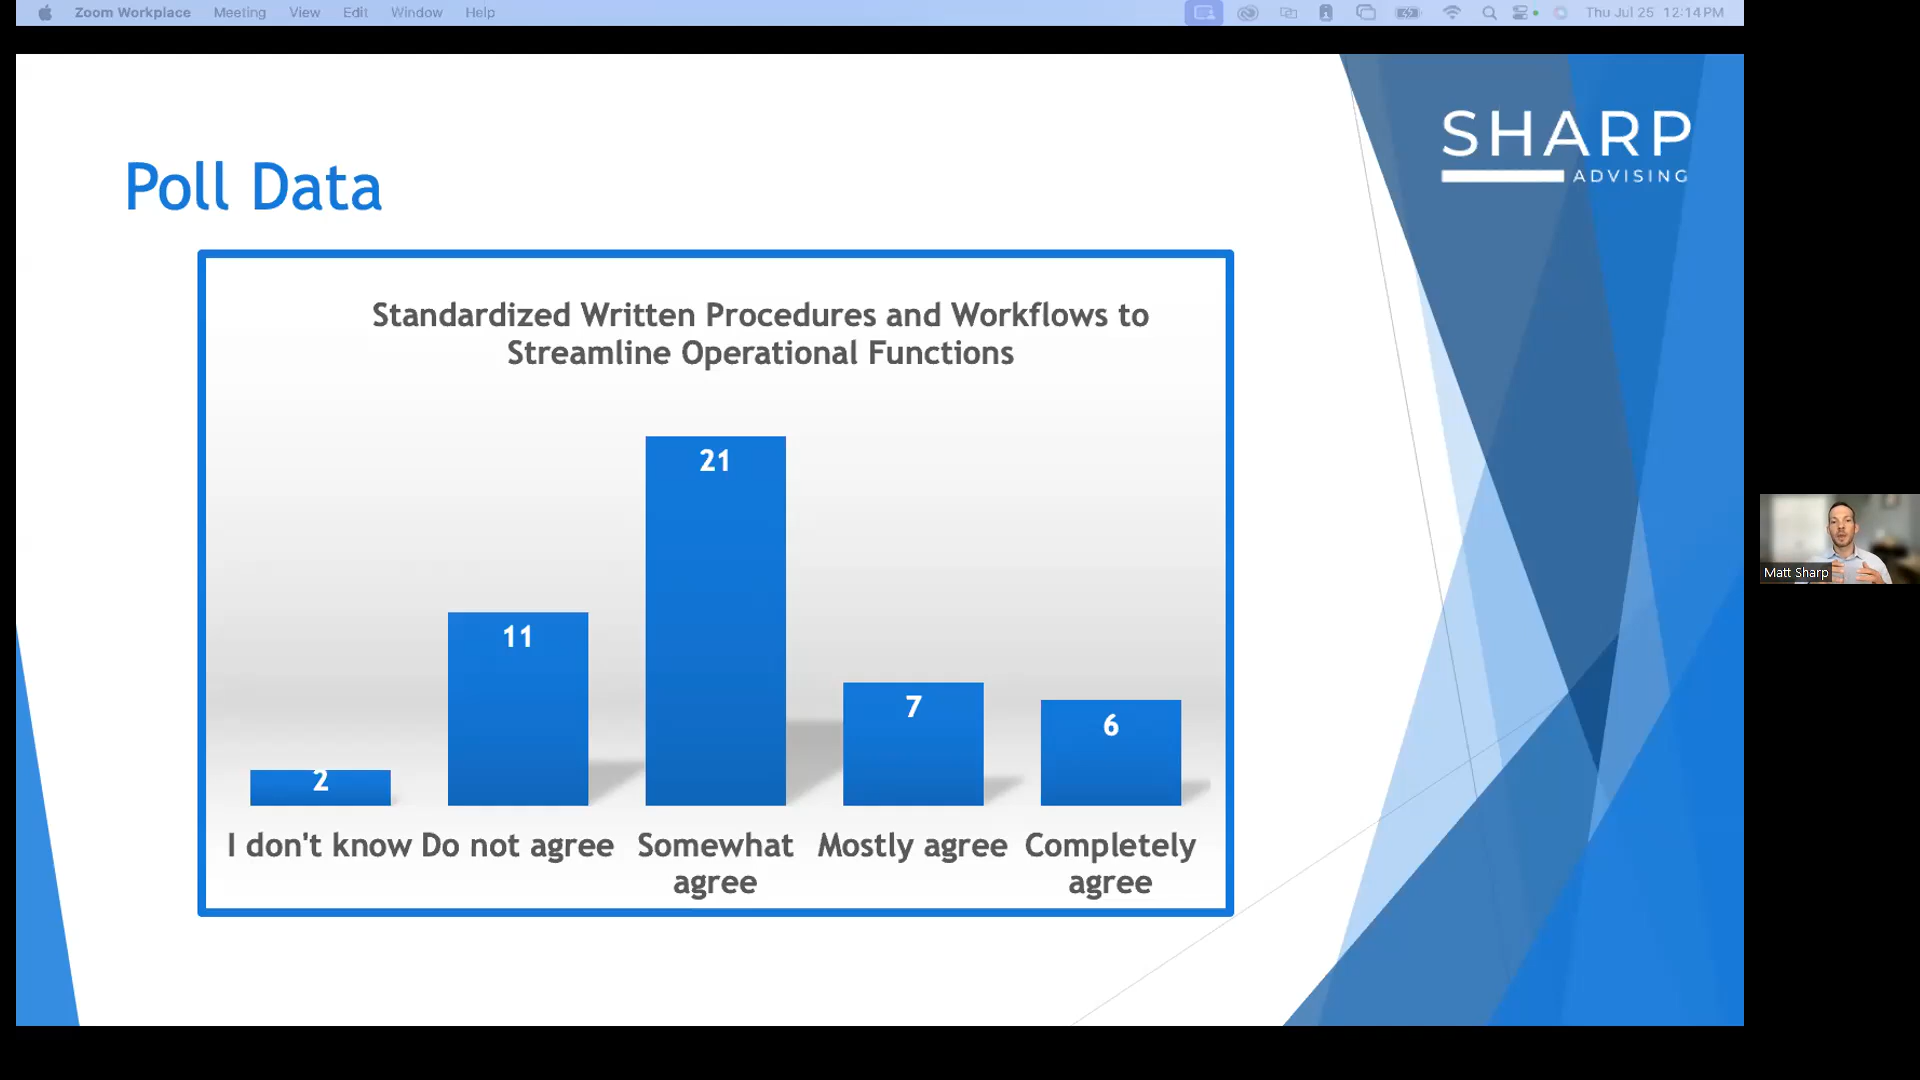 Zoom Workplace Meeting View Edit Window Help Thu Jul 25 12:14 PM
SHARP
ADVISING
Poll Data
Standardized Written Procedures and Workflows to
Streamline Operational Functions
21
11
7
6
2
I don't know Do not agree Somewhat agree Mostly agree Completely agree
Matt Sharp